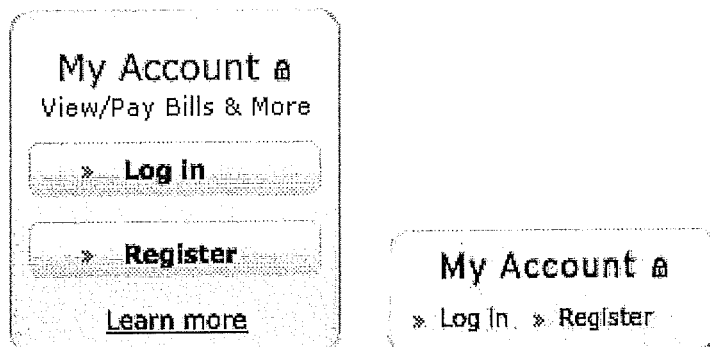 My Account
View/Pay Bills & More
» Log In
» Register
Learn more
My Account
» Log In » Register